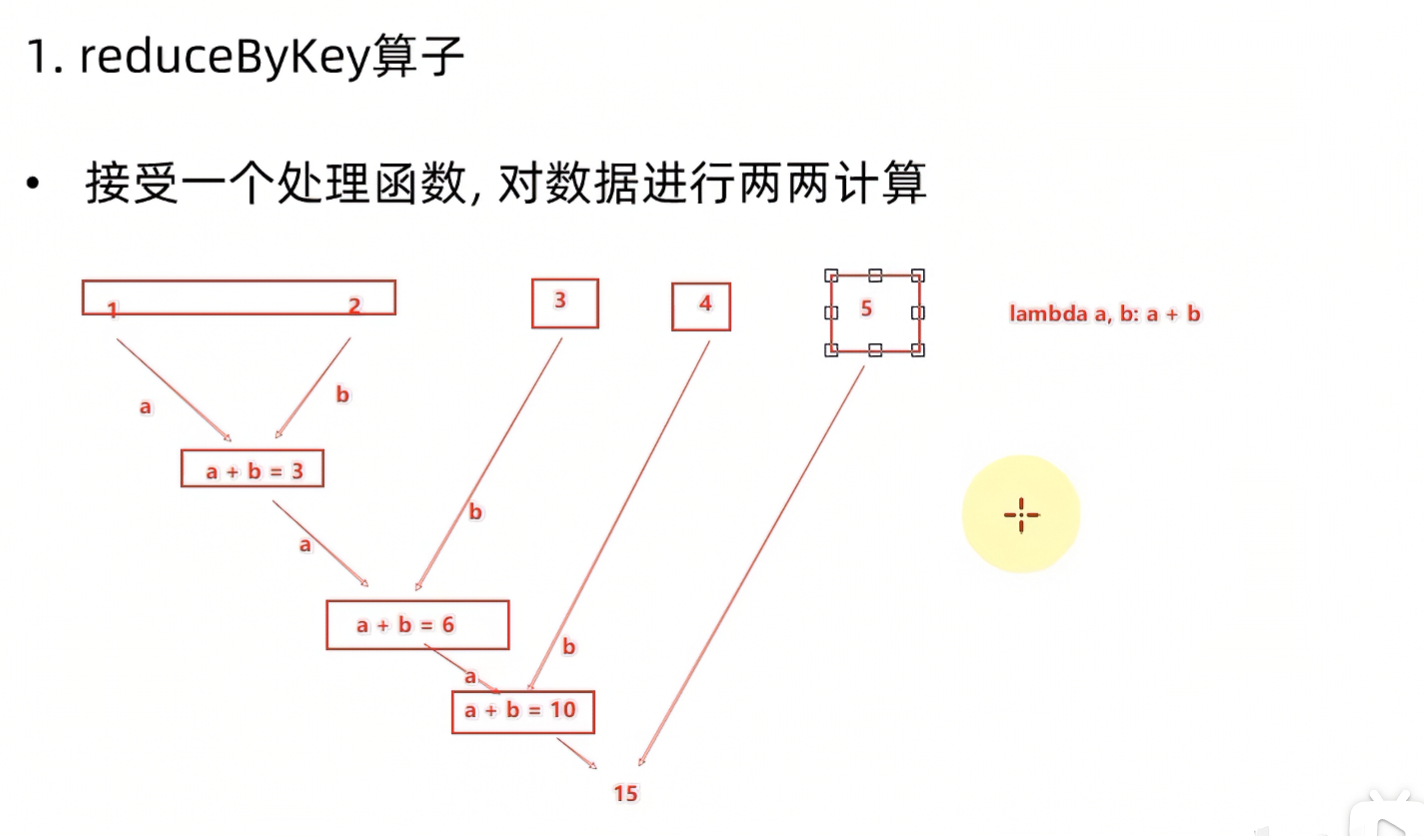 1. reduceByKey算子
• 接受一个处理函数, 对数据进行两两计算
1 2 3 4 5 lambda a, b: a + b
a b
a + b = 3
b
a
a + b = 6
b
a
a + b = 10
15